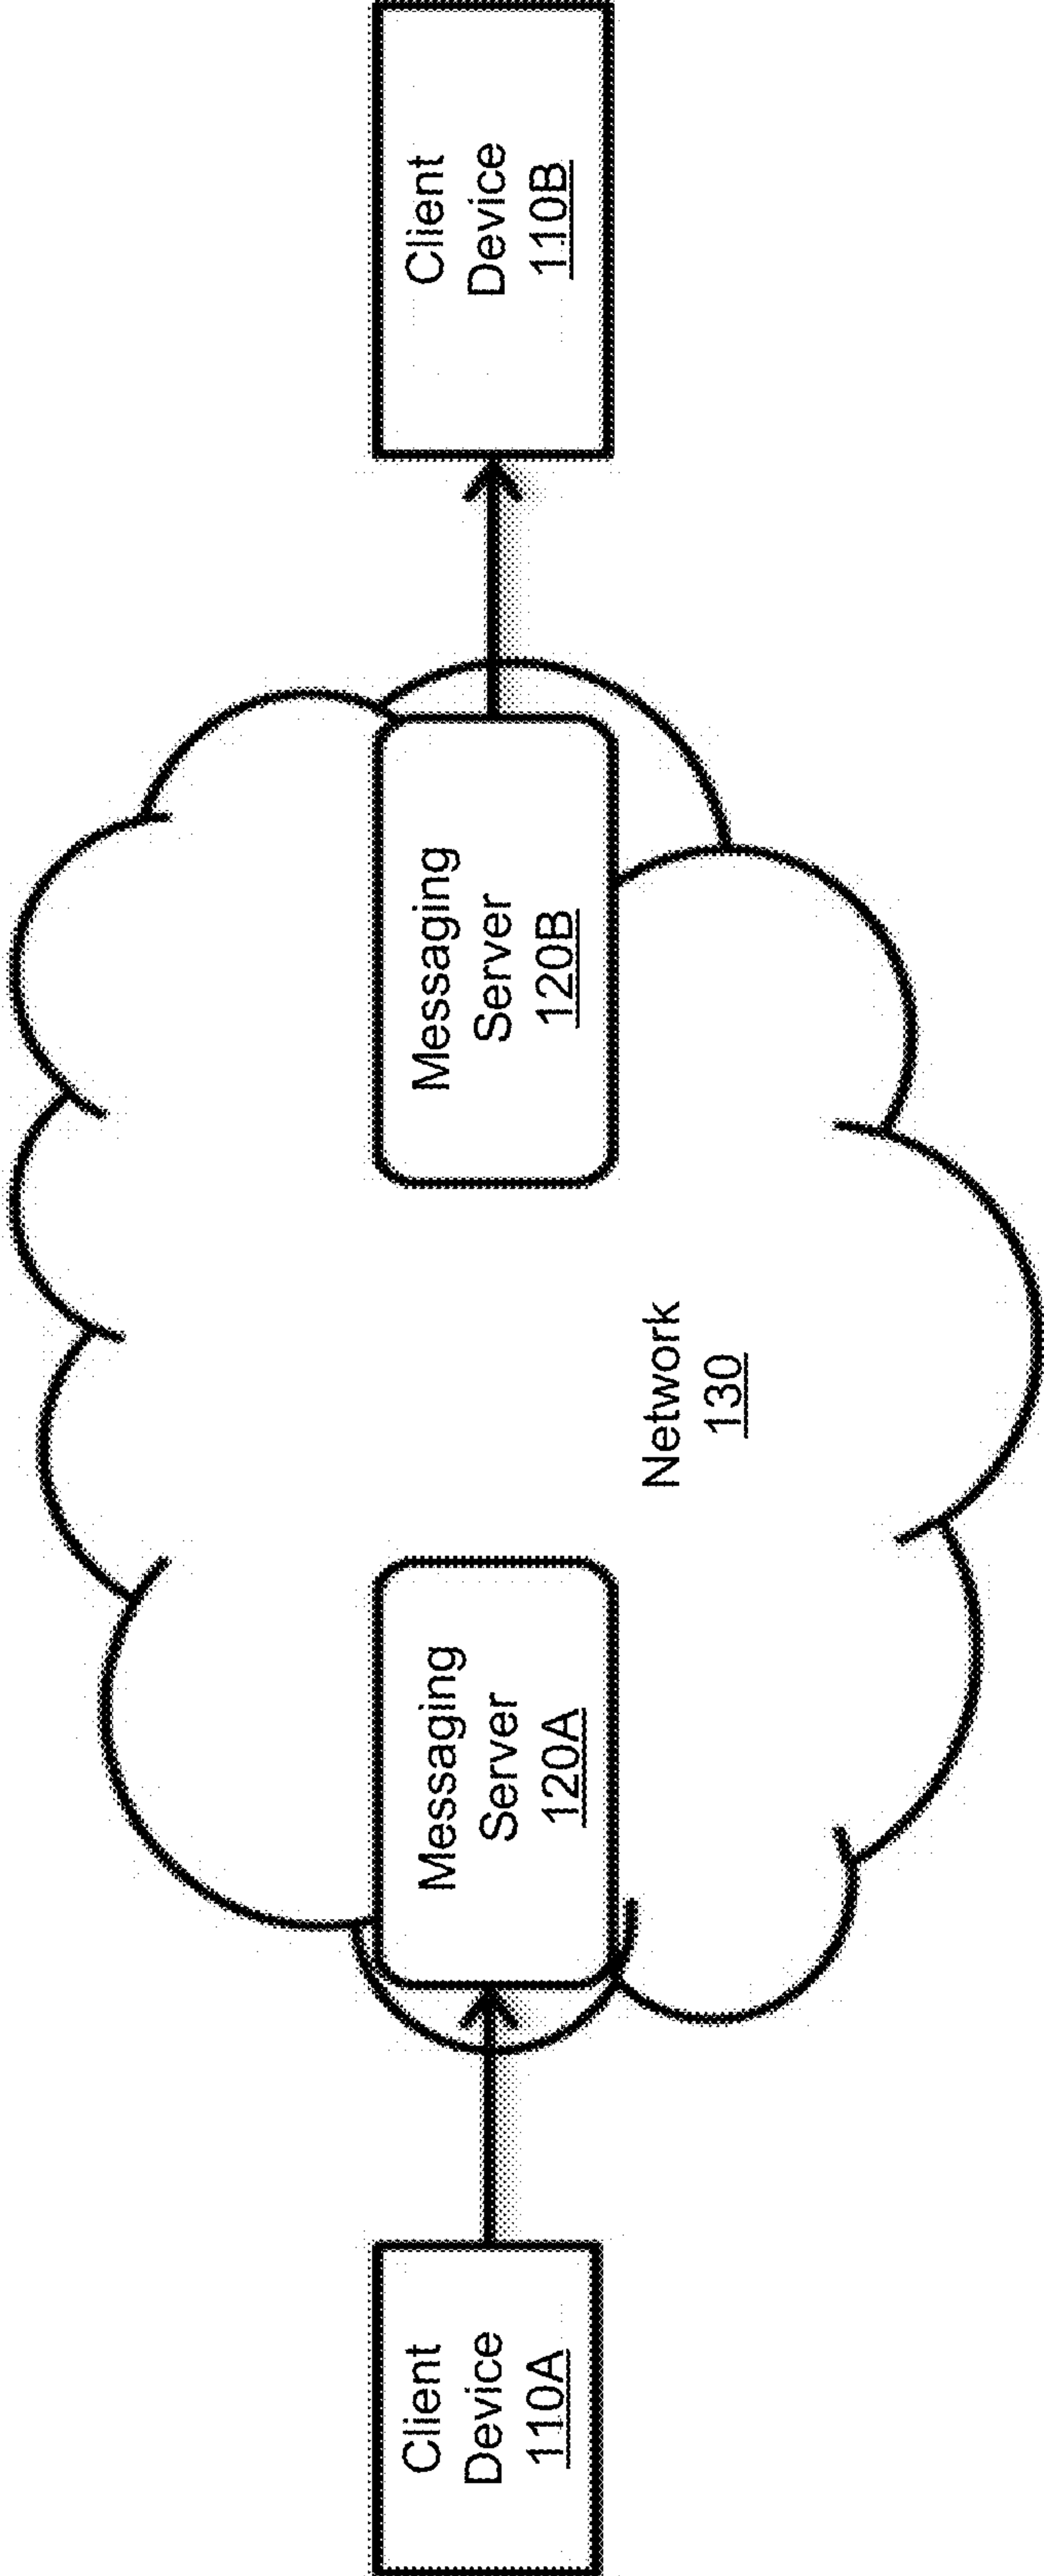 Client
Device
110A
Messaging
Server
120A
Network
130
Messaging
Server
120B
Client
Device
110B